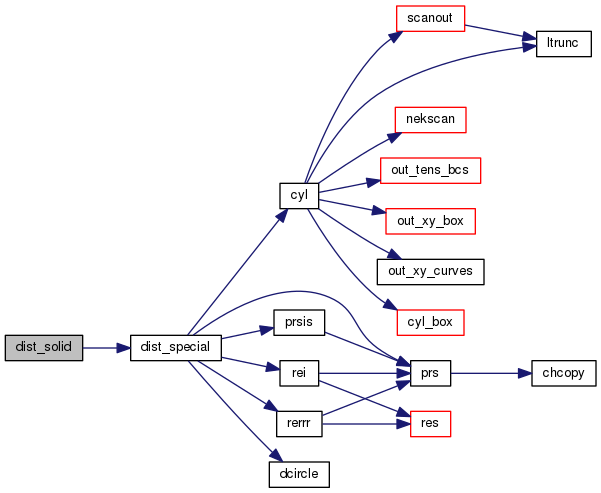 scanout
ltrunc
nekscan
out_tens_bcs
cyl
out_xy_box
out_xy_curves
cyl_box
prsis
dist_solid
dist_special
rei
prs
chcopy
rerrr
res
dcircle